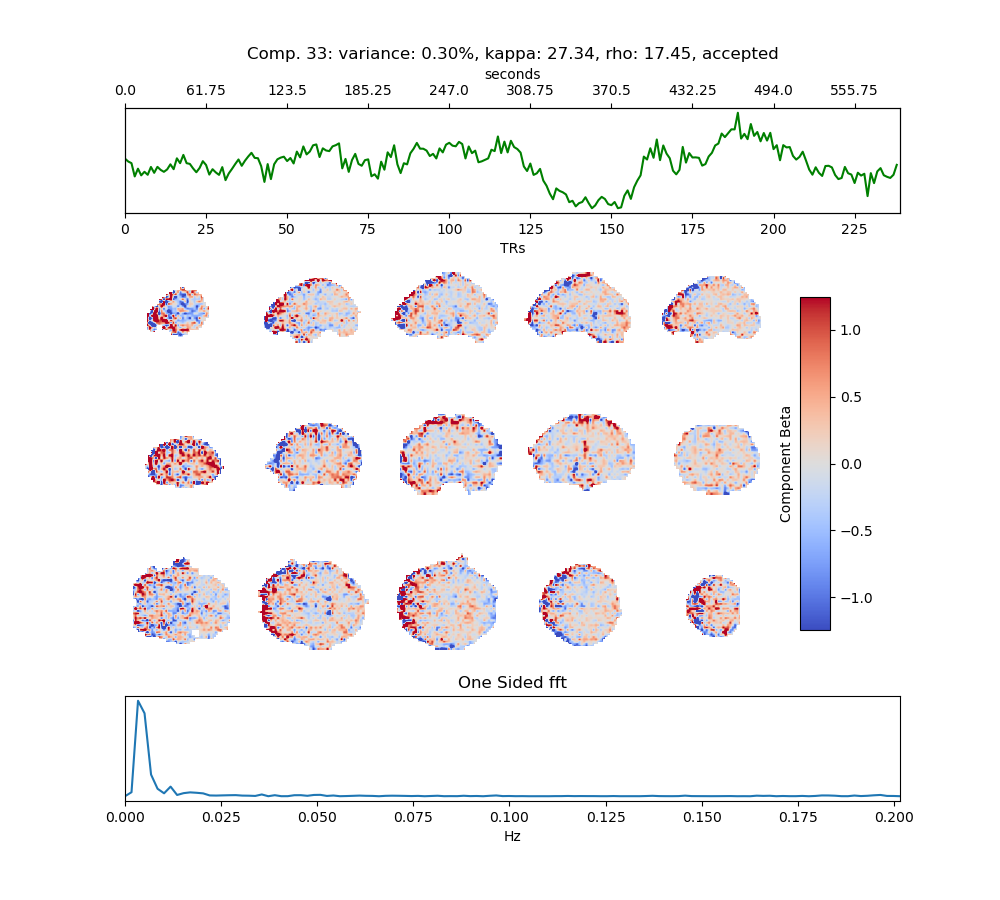 Comp. 33: variance: 0.30%, kappa: 27.34, rho: 17.45, accepted
seconds
0.0 61.75 123.5 185.25 247.0 308.75 370.5 432.25 494.0 555.75
0 25 50 75 100 125 150 175 200 225
TRs
1.0
0.5
0.0
−0.5
−1.0
Component Beta
One Sided fft
0.000 0.025 0.050 0.075 0.100 0.125 0.150 0.175 0.200
Hz